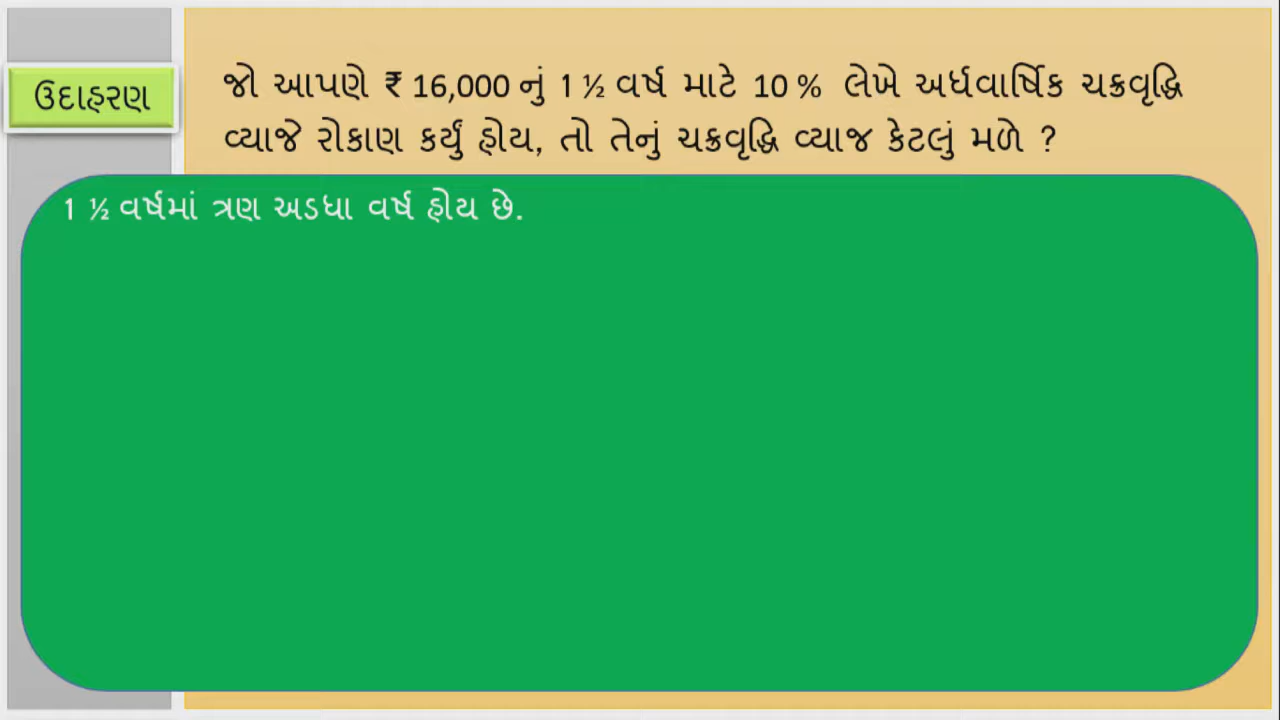 ઉદાહરણ
જો આપણે ₹ 16,000 નું 1 ½ વર્ષ માટે 10 % લેખે અર્ધવાર્ષિક ચક્રવૃદ્ધિ
વ્યાજે રોકાણ કર્યું હોય, તો તેનું ચક્રવૃદ્ધિ વ્યાજ કેટલું મળે ?
1 ½ વર્ષમાં ત્રણ અડધા વર્ષ હોય છે.